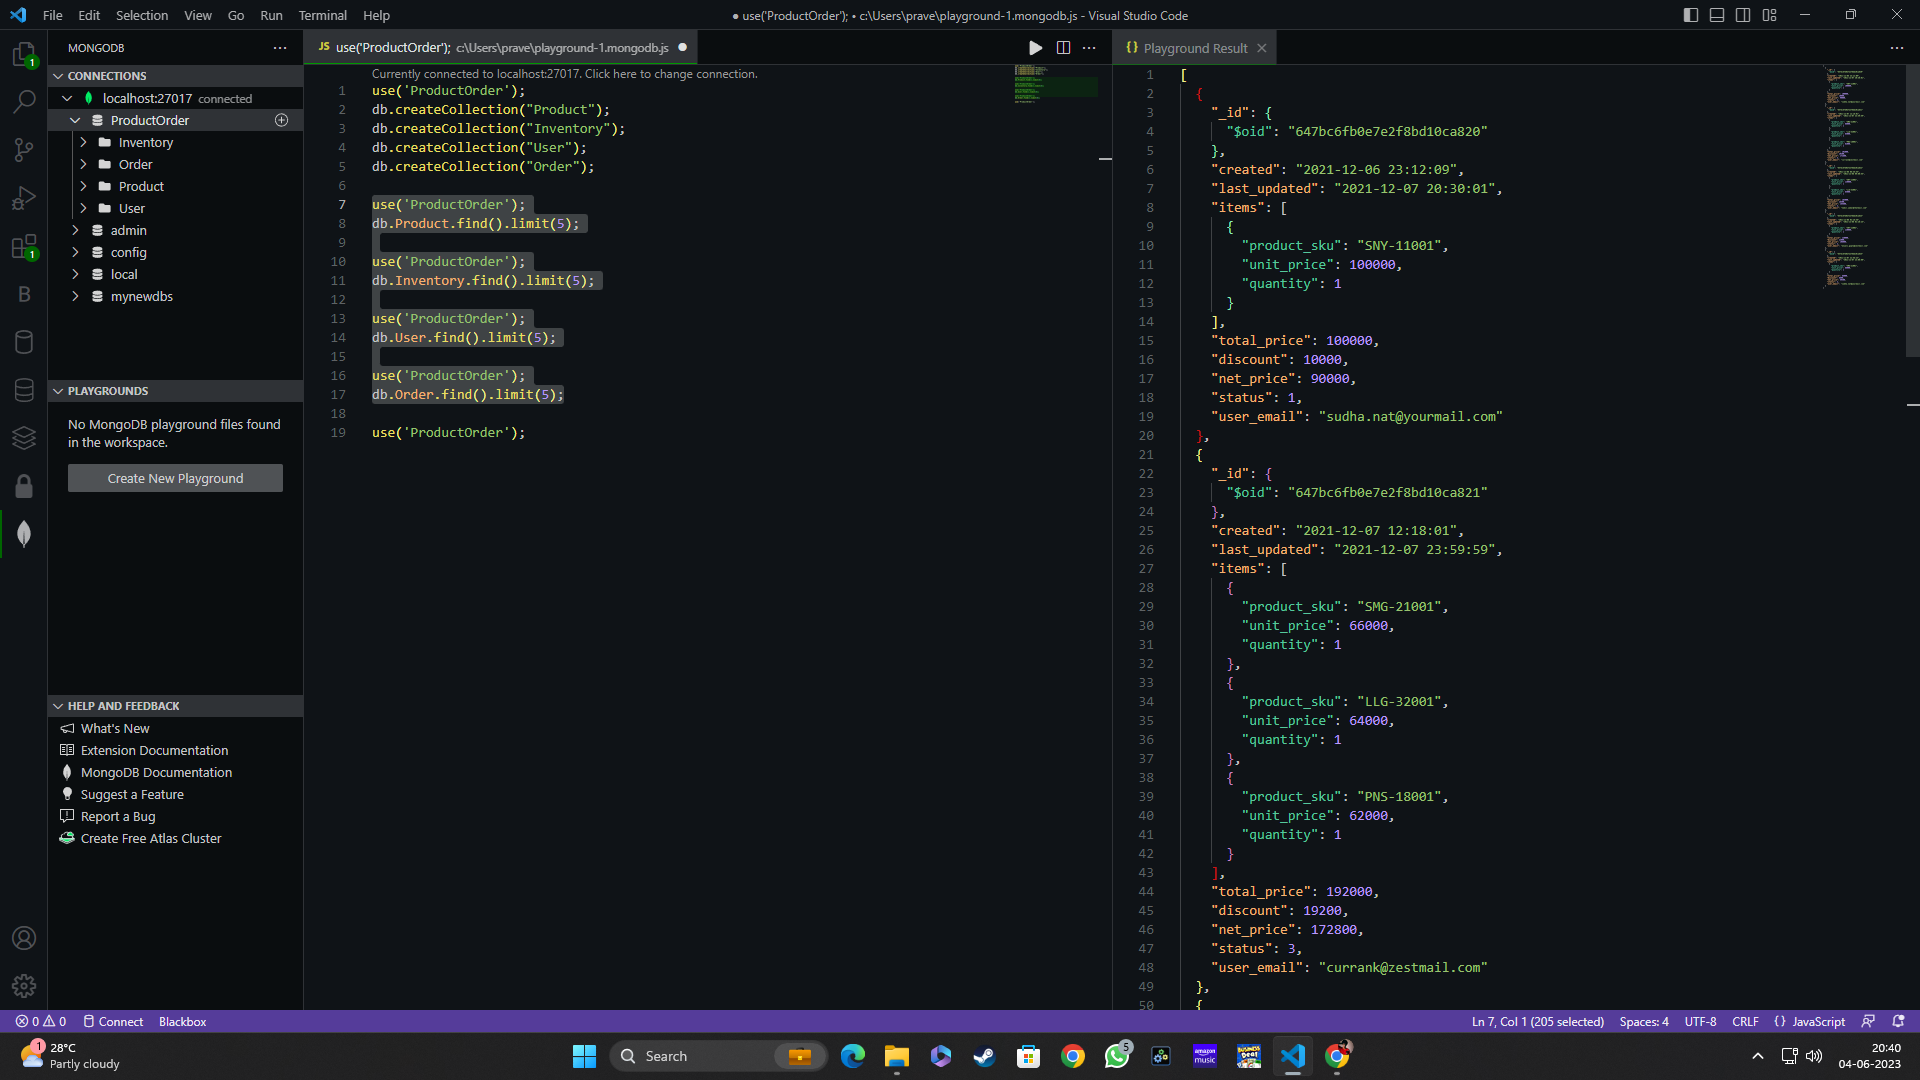 File Edit Selection View Go Run Terminal Help
● use('ProductOrder'); • c:\Users\prave\playground-1.mongodb.js - Visual Studio Code
MONGODB
CONNECTIONS
localhost:27017 connected
ProductOrder
Inventory
Order
Product
User
admin
config
local
mynewdbs
PLAYGROUNDS
No MongoDB playground files found
in the workspace.
Create New Playground
HELP AND FEEDBACK
What's New
Extension Documentation
MongoDB Documentation
Suggest a Feature
Report a Bug
Create Free Atlas Cluster
JS use('ProductOrder'); c:\Users\prave\playground-1.mongodb.js
Currently connected to localhost:27017. Click here to change connection.
1 use('ProductOrder');
2 db.createCollection("Product");
3 db.createCollection("Inventory");
4 db.createCollection("User");
5 db.createCollection("Order");
6
7 use('ProductOrder');
8 db.Product.find().limit(5);
9
10 use('ProductOrder');
11 db.Inventory.find().limit(5);
12
13 use('ProductOrder');
14 db.User.find().limit(5);
15
16 use('ProductOrder');
17 db.Order.find().limit(5);
18
19 use('ProductOrder');
{} Playground Result
1 [
2 {
3 "_id": {
4 "$oid": "647bc6fb0e7e2f8bd10ca820"
5 },
6 "created": "2021-12-06 23:12:09",
7 "last_updated": "2021-12-07 20:30:01",
8 "items": [
9 {
10 "product_sku": "SNY-11001",
11 "unit_price": 100000,
12 "quantity": 1
13 }
14 ],
15 "total_price": 100000,
16 "discount": 10000,
17 "net_price": 90000,
18 "status": 1,
19 "user_email": "sudha.nat@yourmail.com"
20 },
21 {
22 "_id": {
23 "$oid": "647bc6fb0e7e2f8bd10ca821"
24 },
25 "created": "2021-12-07 12:18:01",
26 "last_updated": "2021-12-07 23:59:59",
27 "items": [
28 {
29 "product_sku": "SMG-21001",
30 "unit_price": 66000,
31 "quantity": 1
32 },
33 {
34 "product_sku": "LLG-32001",
35 "unit_price": 64000,
36 "quantity": 1
37 },
38 {
39 "product_sku": "PNS-18001",
40 "unit_price": 62000,
41 "quantity": 1
42 }
43 ],
44 "total_price": 192000,
45 "discount": 19200,
46 "net_price": 172800,
47 "status": 3,
48 "user_email": "currank@zestmail.com"
49 },
50 {
1
1
B
0 0 Connect Blackbox
Ln 7, Col 1 (205 selected) Spaces: 4 UTF-8 CRLF {} JavaScript
1
28°C
Partly cloudy
Search
5
amazon music
BUSINESS Deal
20:40
04-06-2023